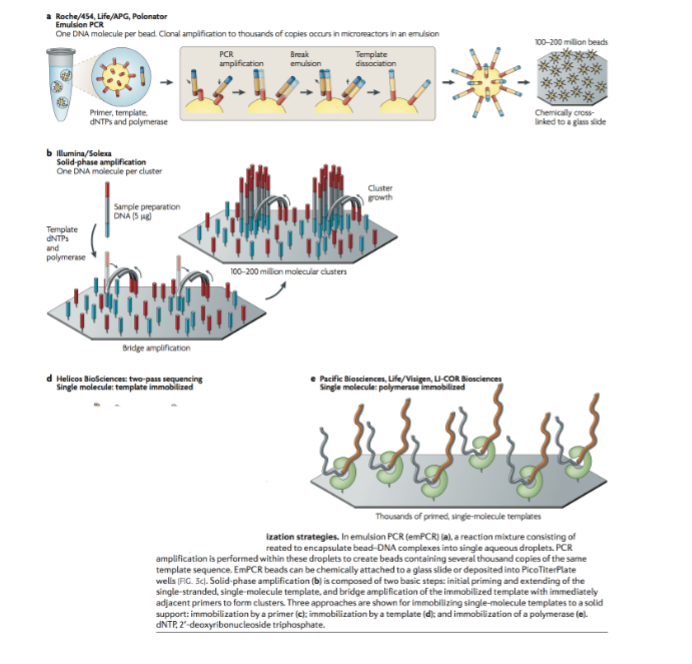 a Roche/454, Life/APG, Polonator
Emulsion PCR
One DNA molecule per bead. Clonal amplification to thousands of copies occurs in microreactors in an emulsion
PCR
amplification
Break
emulsion
Template
dissociation
100–200 million beads
Primer, template,
dNTPs and polymerase
Chemically cross-
linked to a glass slide
b Illumina/Solexa
Solid-phase amplification
One DNA molecule per cluster
Sample preparation
DNA (5 µg)
Template
dNTPs
and
polymerase
Cluster
growth
100–200 million molecular clusters
Bridge amplification
d Helicos BioSciences: two-pass sequencing
Single molecule: template immobilized
e Pacific Biosciences, Life/Visigen, LI-COR Biosciences
Single molecule: polymerase immobilized
Thousands of primed, single-molecule templates
ization strategies. In emulsion PCR (emPCR) (a), a reaction mixture consisting of
reated to encapsulate bead–DNA complexes into single aqueous droplets. PCR
amplification is performed within these droplets to create beads containing several thousand copies of the same
template sequence. EmPCR beads can be chemically attached to a glass slide or deposited into PicoTiterPlate
wells (FIG. 3c). Solid-phase amplification (b) is composed of two basic steps: initial priming and extending of the
single-stranded, single-molecule template, and bridge amplification of the immobilized template with immediately
adjacent primers to form clusters. Three approaches are shown for immobilizing single-molecule templates to a solid
support: immobilization by a primer (c); immobilization by a template (d); and immobilization of a polymerase (e).
dNTP, 2'-deoxyribonucleoside triphosphate.